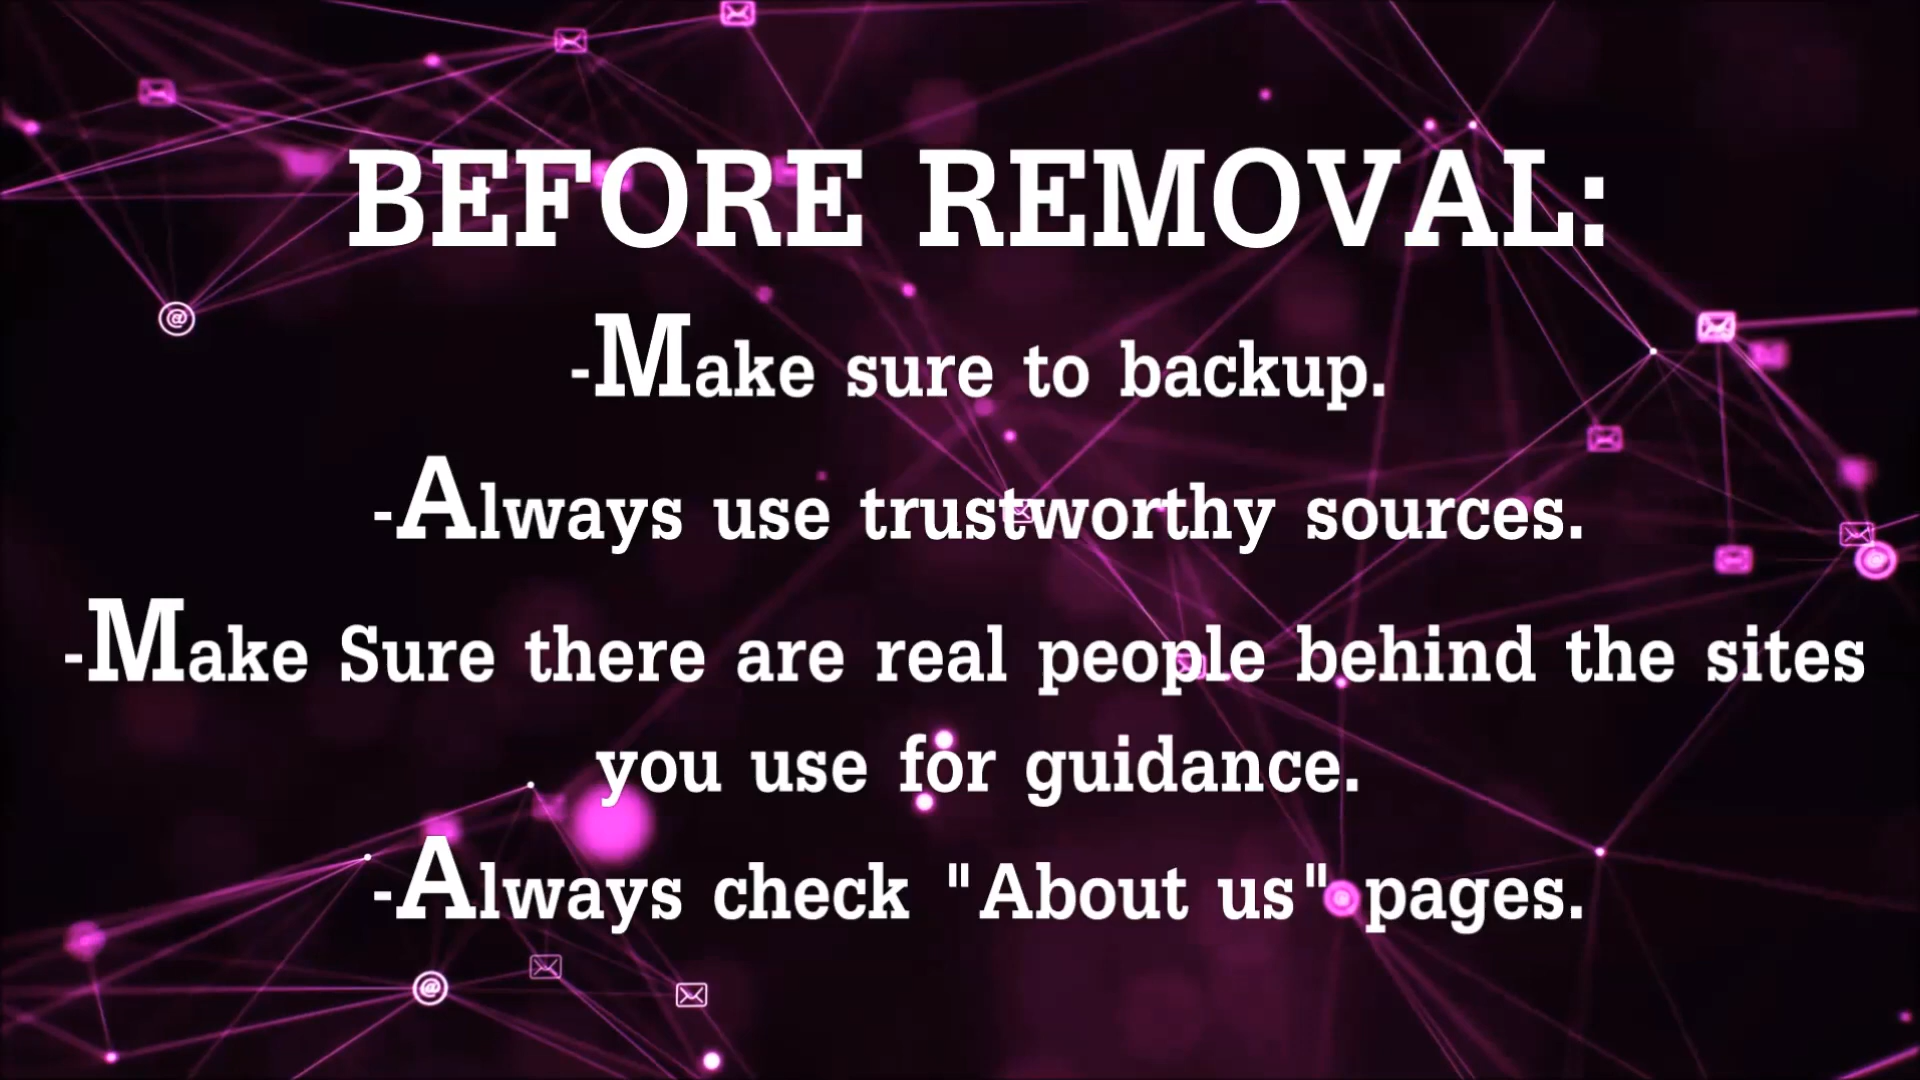 BEFORE REMOVAL:
-Make sure to backup.
-Always use trustworthy sources.
-Make Sure there are real people behind the sites
you use for guidance.
-Always check "About us" pages.